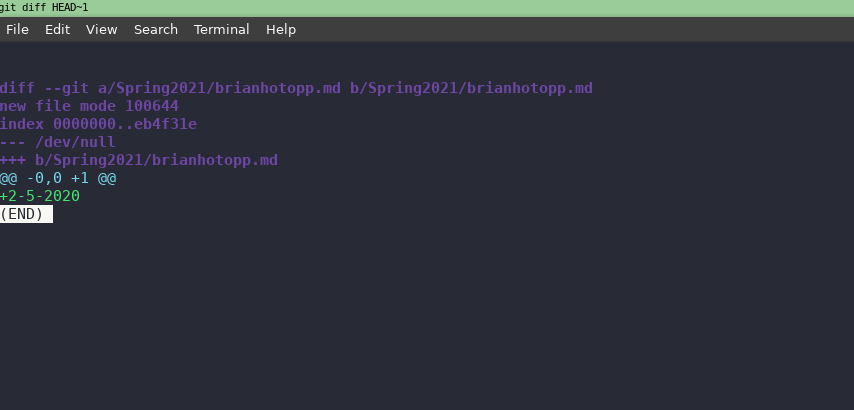 git diff HEAD~1
File Edit View Search Terminal Help
diff --git a/Spring2021/brianhotopp.md b/Spring2021/brianhotopp.md
new file mode 100644
index 0000000..eb4f31e
--- /dev/null
+++ b/Spring2021/brianhotopp.md
@@ -0,0 +1 @@
+2-5-2020
(END)